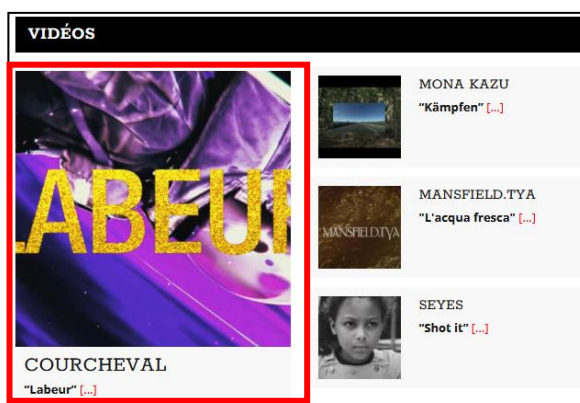 VIDÉOS
LABEUR
COURCHEVAL
“Labeur” [...]
MONA KAZU
“Kämpfen” [...]
MANSFIELD.TYA
MANSFIELD.TYA
"L'acqua fresca" [...]
SEYES
“Shot it” [...]